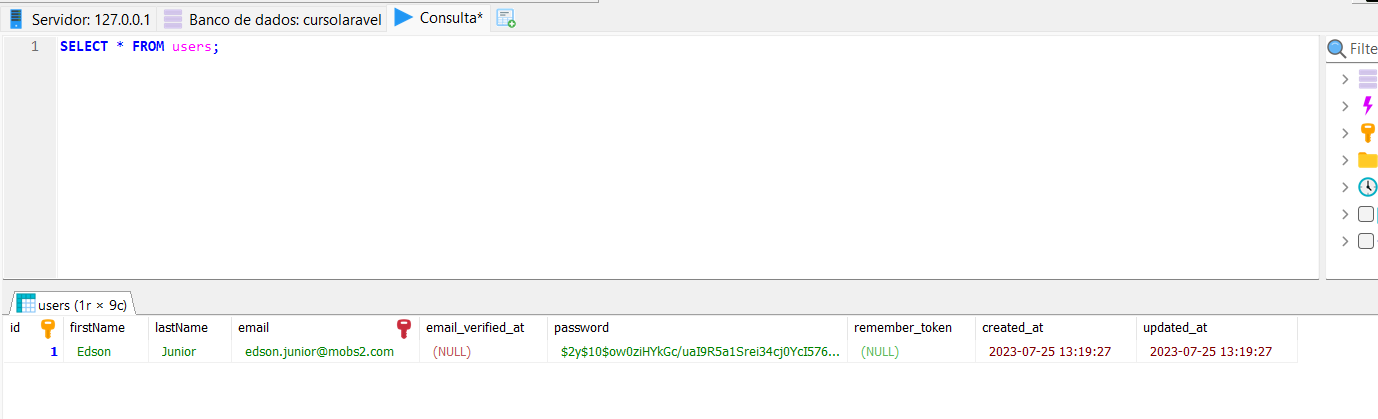 Servidor: 127.0.0.1 Banco de dados: cursolaravel Consulta*
1 SELECT * FROM users;
Filte
users (1r × 9c)
id firstName lastName email email_verified_at password remember_token created_at updated_at
1 Edson Junior edson.junior@mobs2.com (NULL) $2y$10$ow0ziHYkGc/uaI9R5a1Srei34cj0YcI576... (NULL) 2023-07-25 13:19:27 2023-07-25 13:19:27